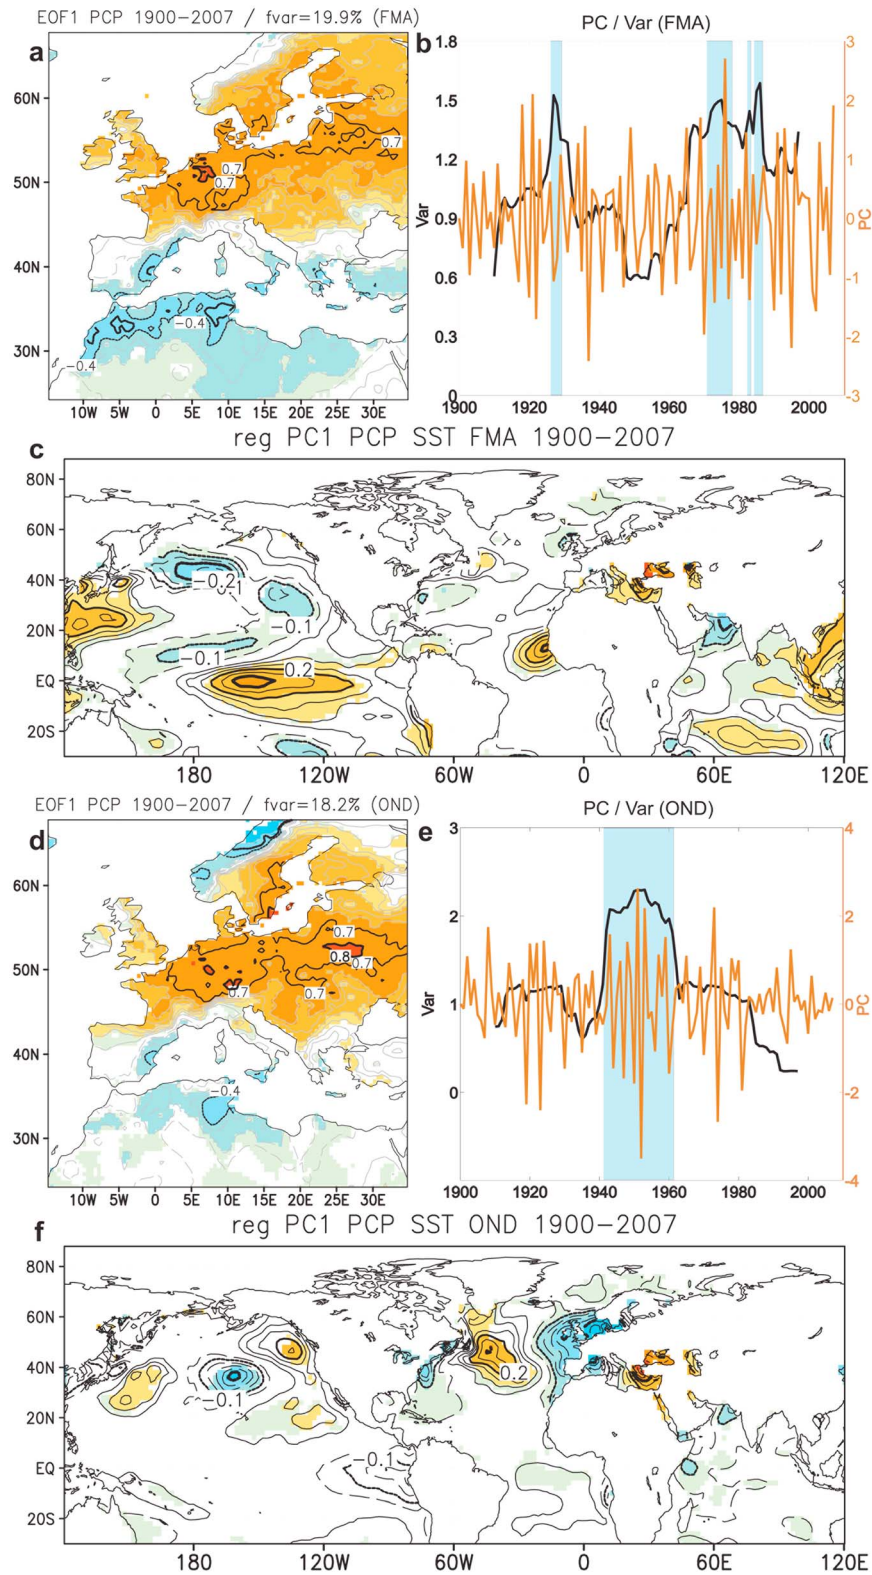 EOF1 PCP 1900−2007 / fvar=19.9% (FMA)
a
60N
50N
40N
30N
0.7
0.7
0.7
−0.4
−0.4
10W 5W 0 5E 10E 15E 20E 25E 30E
PC / Var (FMA)
b
1.8
1.5
1.2
0.9
0.6
0.3
0
Var
3
2
1
0
-1
-2
-3
PC
1900 1920 1940 1960 1980 2000
reg PC1 PCP SST FMA 1900−2007
c
80N
60N
40N
20N
EQ
20S
−0.2
−0.1
−0.1
0.2
180 120W 60W 0 60E 120E
EOF1 PCP 1900−2007 / fvar=18.2% (OND)
d
60N
50N
40N
30N
0.7
0.8
0.7
0.7
0.7
−0.4
10W 5W 0 5E 10E 15E 20E 25E 30E
PC / Var (OND)
e
3
2
1
0
Var
4
2
0
-2
-4
PC
1900 1920 1940 1960 1980 2000
reg PC1 PCP SST OND 1900−2007
f
80N
60N
40N
20N
EQ
20S
−0.1
0.2
−0.1
180 120W 60W 0 60E 120E